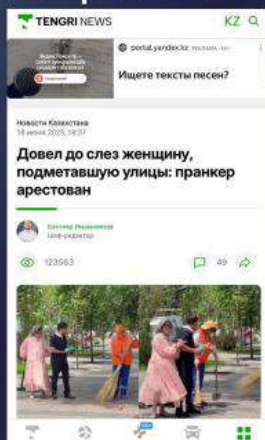 TENGRI NEWS
KZ
portal.yandex.kz
Ищете тексты песен?
Новости Казахстана
18 июня 2025, 18:37
Довел до слез женщину,
подметавшую улицы: пранкер
арестован
Шеф-редактор
123563
49